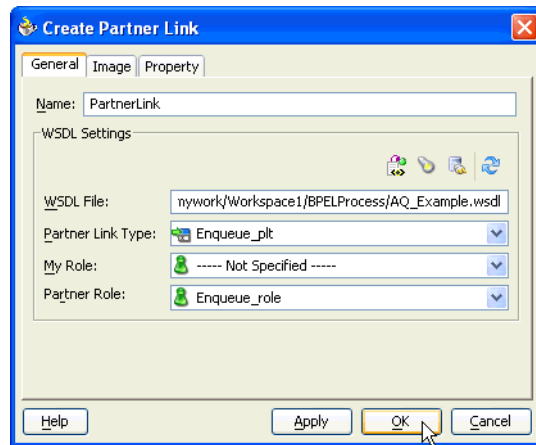 Create Partner Link
General Image Property
Name: PartnerLink
WSDL Settings
WSDL File: nywork/Workspace1/BPELProcess/AQ_Example.wsdl
Partner Link Type: Enqueue_plt
My Role: ----- Not Specified -----
Partner Role: Enqueue_role
Help Apply OK Cancel